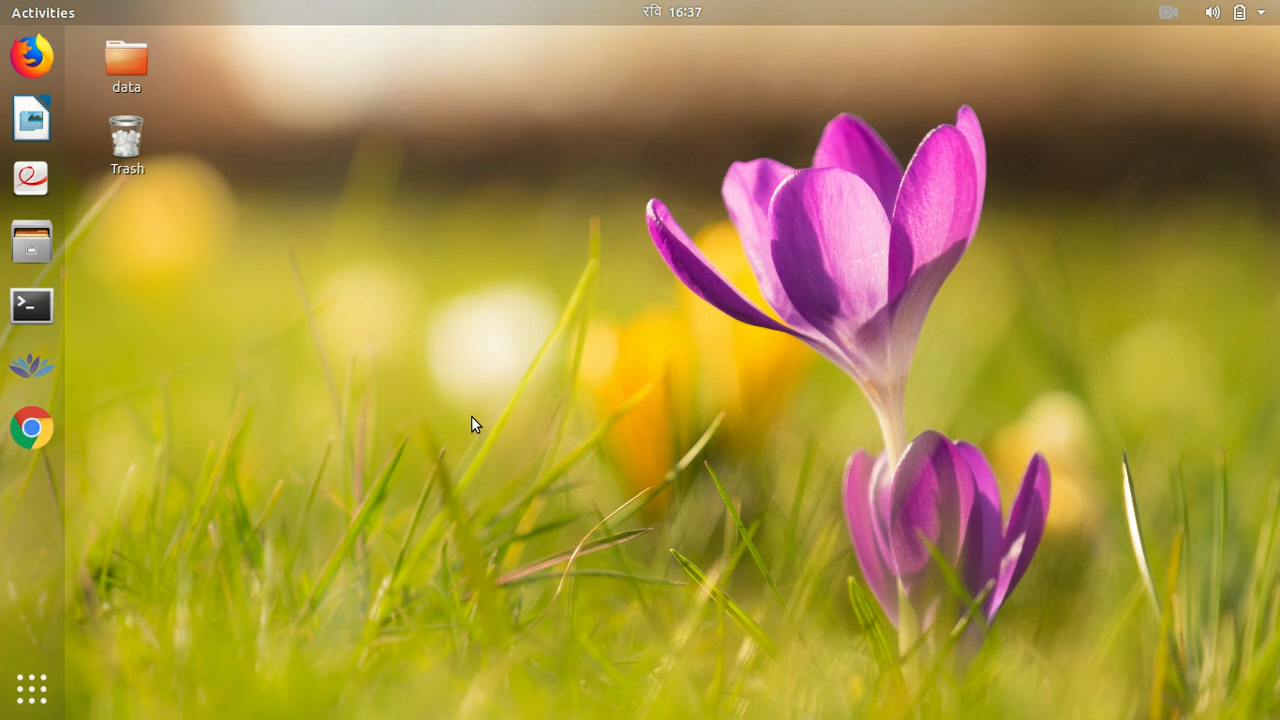 Activities
रवि 16:37
data
Trash